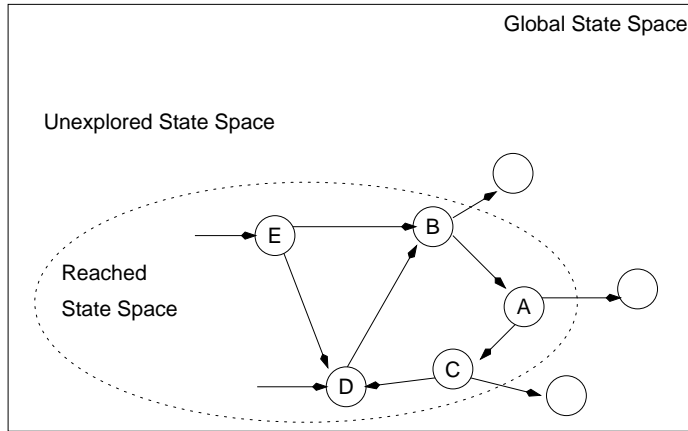 Global State Space
Unexplored State Space
B
E
Reached
State Space
A
C
D